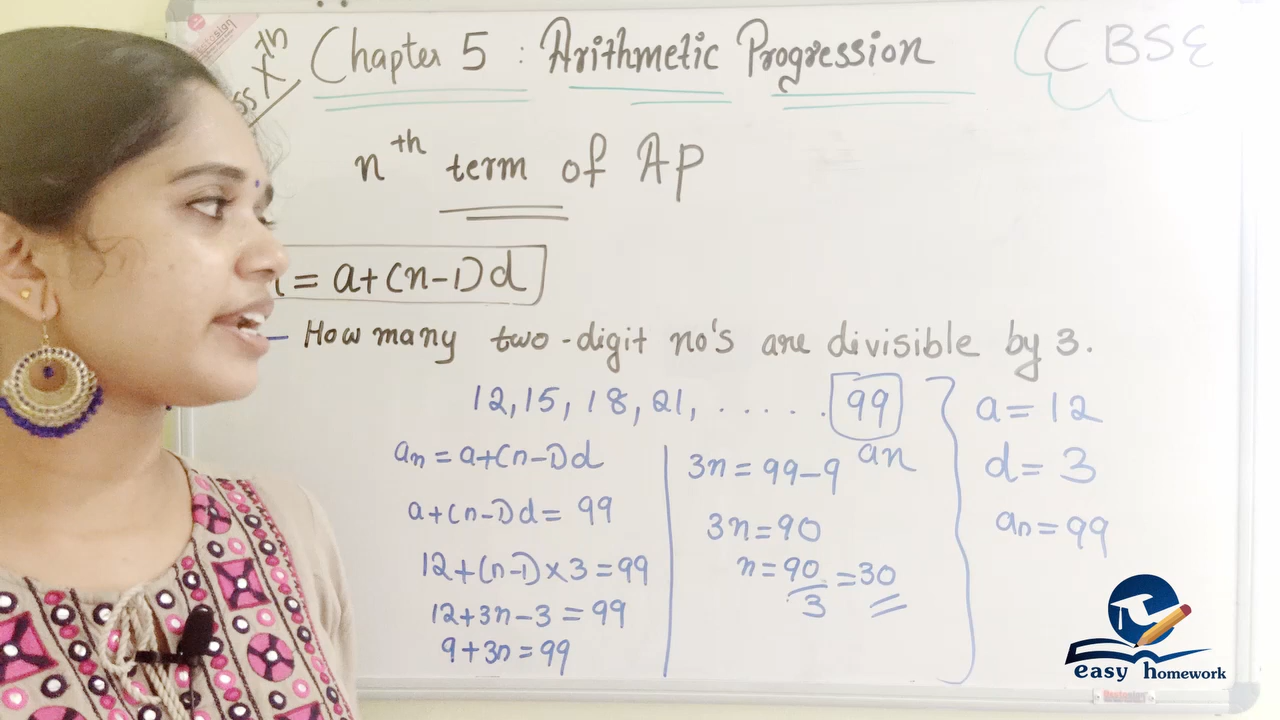 Chapter 5 : Arithmetic Progression
CBSE
Xth
nth term of AP
= a+(n-1)d
How many two-digit no's are divisible by 3.
12, 15, 18, 21, ...... 99
an
an = a+(n-1)d
a+(n-1)d = 99
12+(n-1)×3 = 99
12+3n-3 = 99
9+3n = 99
3n = 99-9
3n = 90
n = 90/3 = 30
a = 12
d = 3
an = 99
easy homework